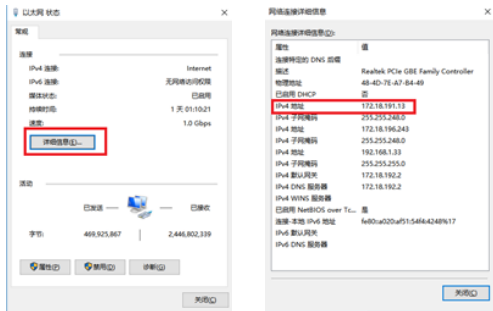 以太网 状态
常规
连接
IPv4 连接: Internet
IPv6 连接: 无网络访问权限
媒体状态: 已启用
持续时间: 1 天 01:10:21
速度: 1.0 Gbps
详细信息(E)...
活动
已发送 — — 已接收
字节: 469,925,867 2,446,802,339
属性(P) 禁用(D) 诊断(G)
关闭(C)
网络连接详细信息
网络连接详细信息(D):
属性 值
连接特定的 DNS 后缀
描述 Realtek PCIe GBE Family Controller
物理地址 48-4D-7E-A7-B4-49
已启用 DHCP 否
IPv4 地址 172.18.191.13
IPv4 子网掩码 255.255.248.0
IPv4 地址 172.18.196.243
IPv4 子网掩码 255.255.248.0
IPv4 地址 192.168.1.33
IPv4 子网掩码 255.255.255.0
IPv4 默认网关 172.18.192.2
IPv4 DNS 服务器 172.18.192.2
IPv4 WINS 服务器
已启用 NetBIOS over Tc... 是
连接-本地 IPv6 地址 fe80::a020:af51:54f4:4248%17
IPv6 默认网关
IPv6 DNS 服务器
关闭(C)